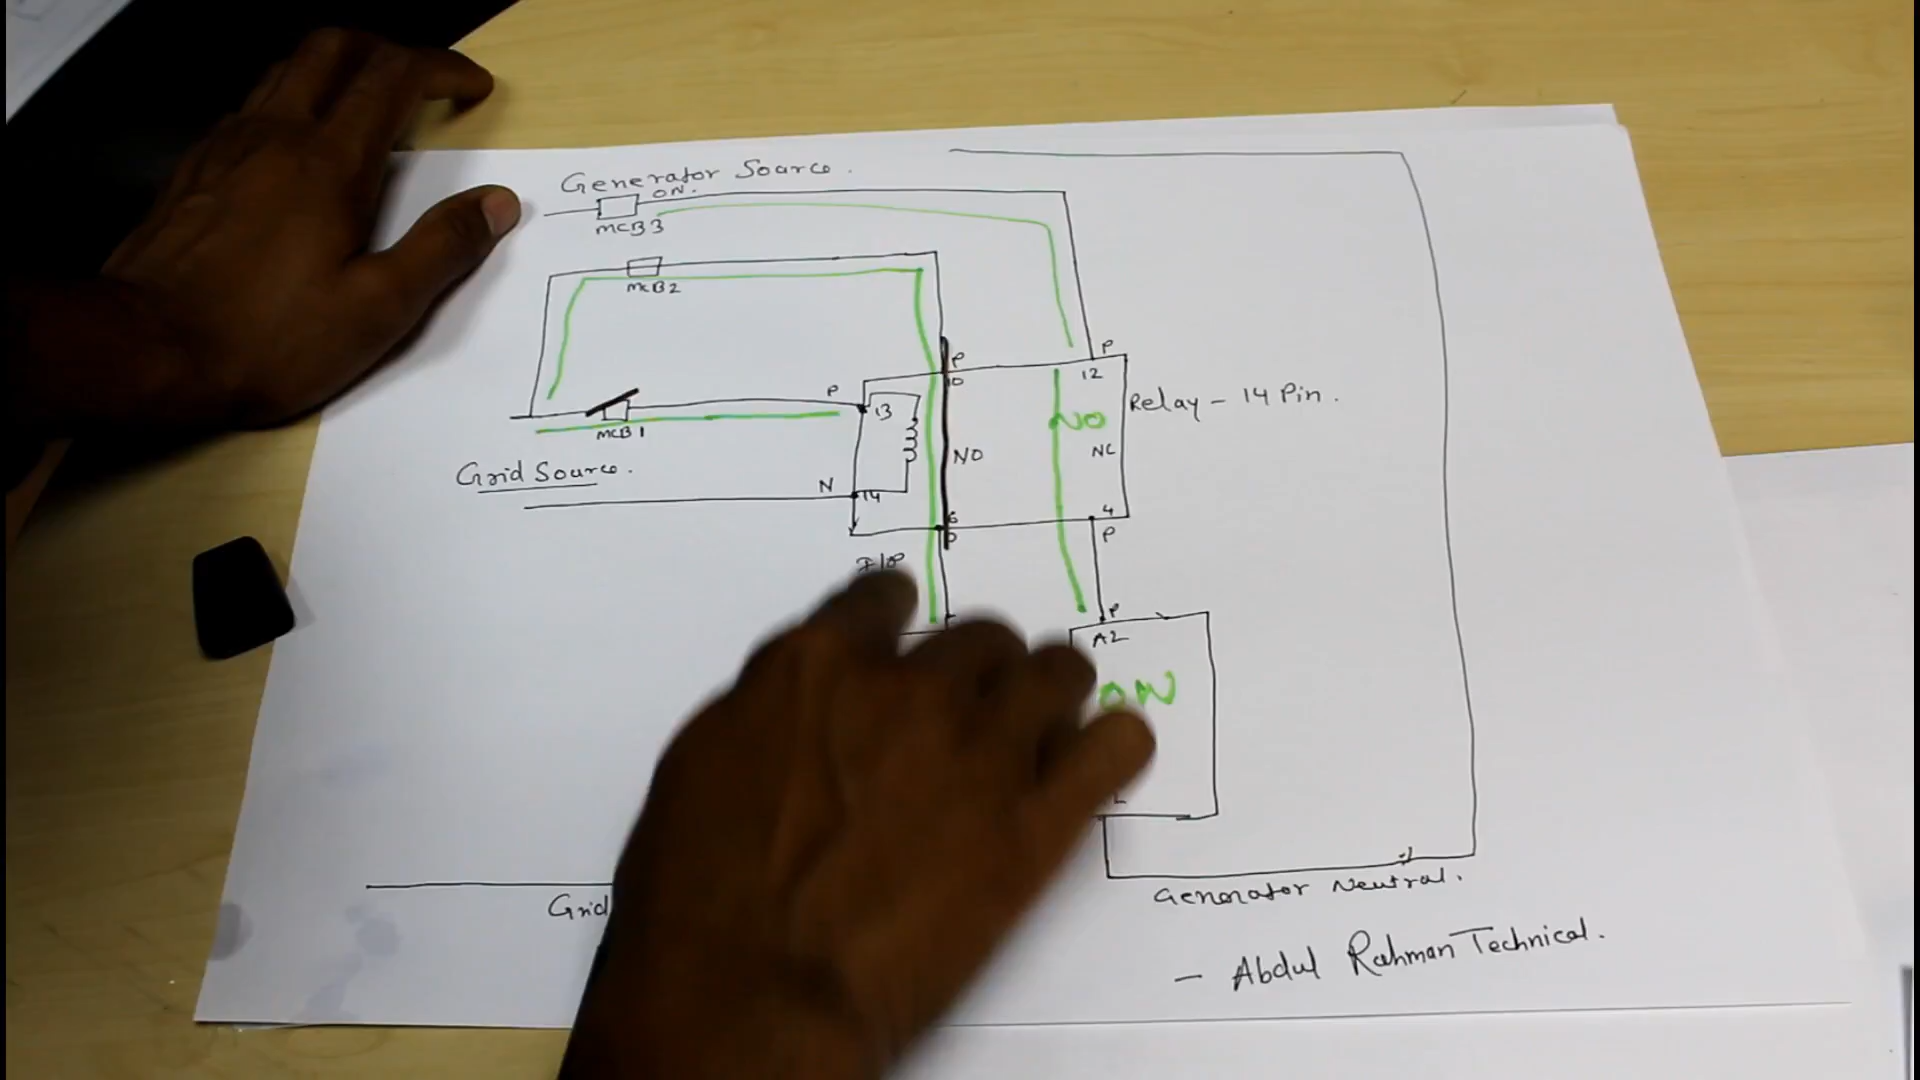 Generator Source.
ON.
MCB3
MCB2
P
P
10
12
P
13
Relay - 14 Pin.
NO
MCB1
NO
NC
Grid Source.
N
14
6
4
P
P
I/P
P
A2
ON
Grid
Generator Neutral.
- Abdul Rahman Technical.